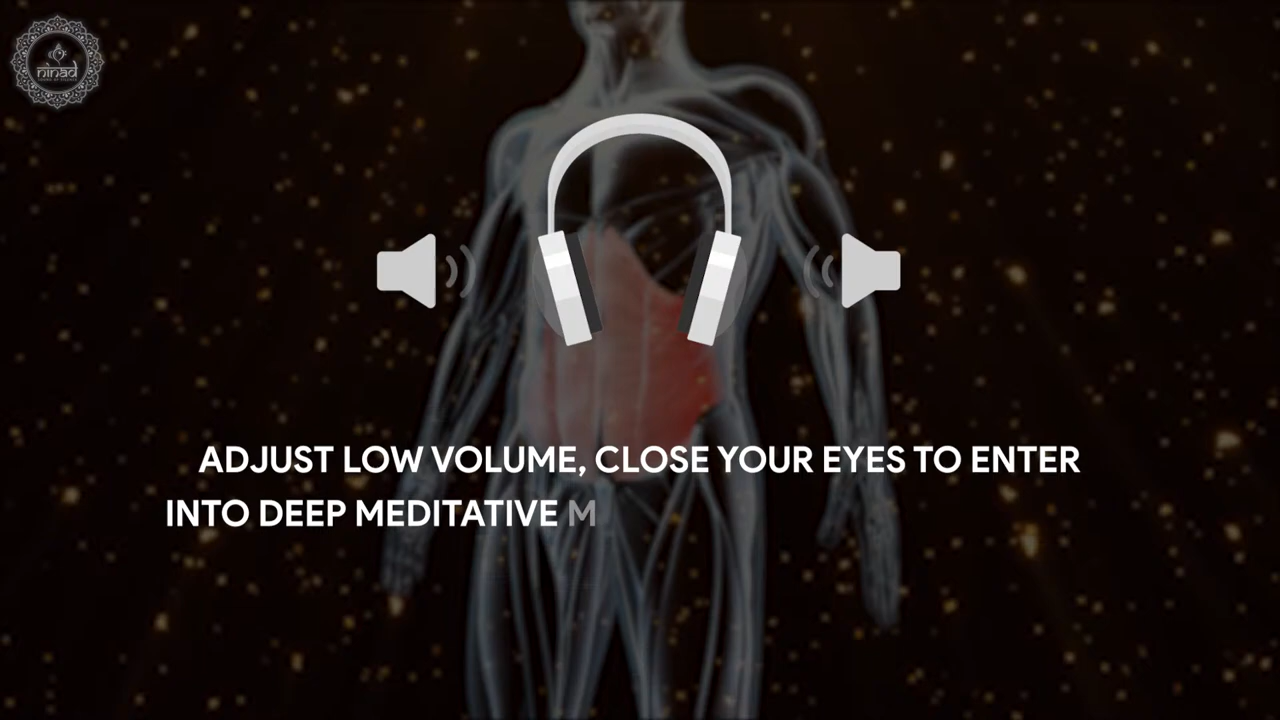 ninad
ADJUST LOW VOLUME, CLOSE YOUR EYES TO ENTER
INTO DEEP MEDITATIVE M